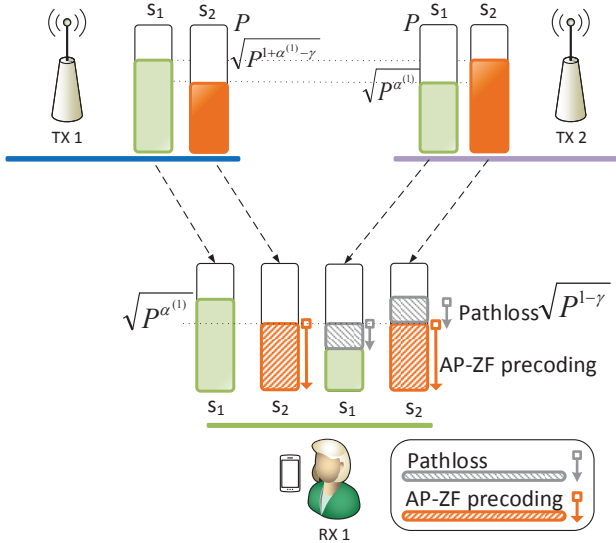 s₁ s₂ P
√P^{1+α^{(1)}−γ}
P s₁ s₂
√P^{α^{(1)}}
TX 1
TX 2
√P^{α^{(1)}}
Pathloss √P^{1−γ}
AP-ZF precoding
s₁ s₂ s₁ s₂
RX 1
Pathloss
AP-ZF precoding